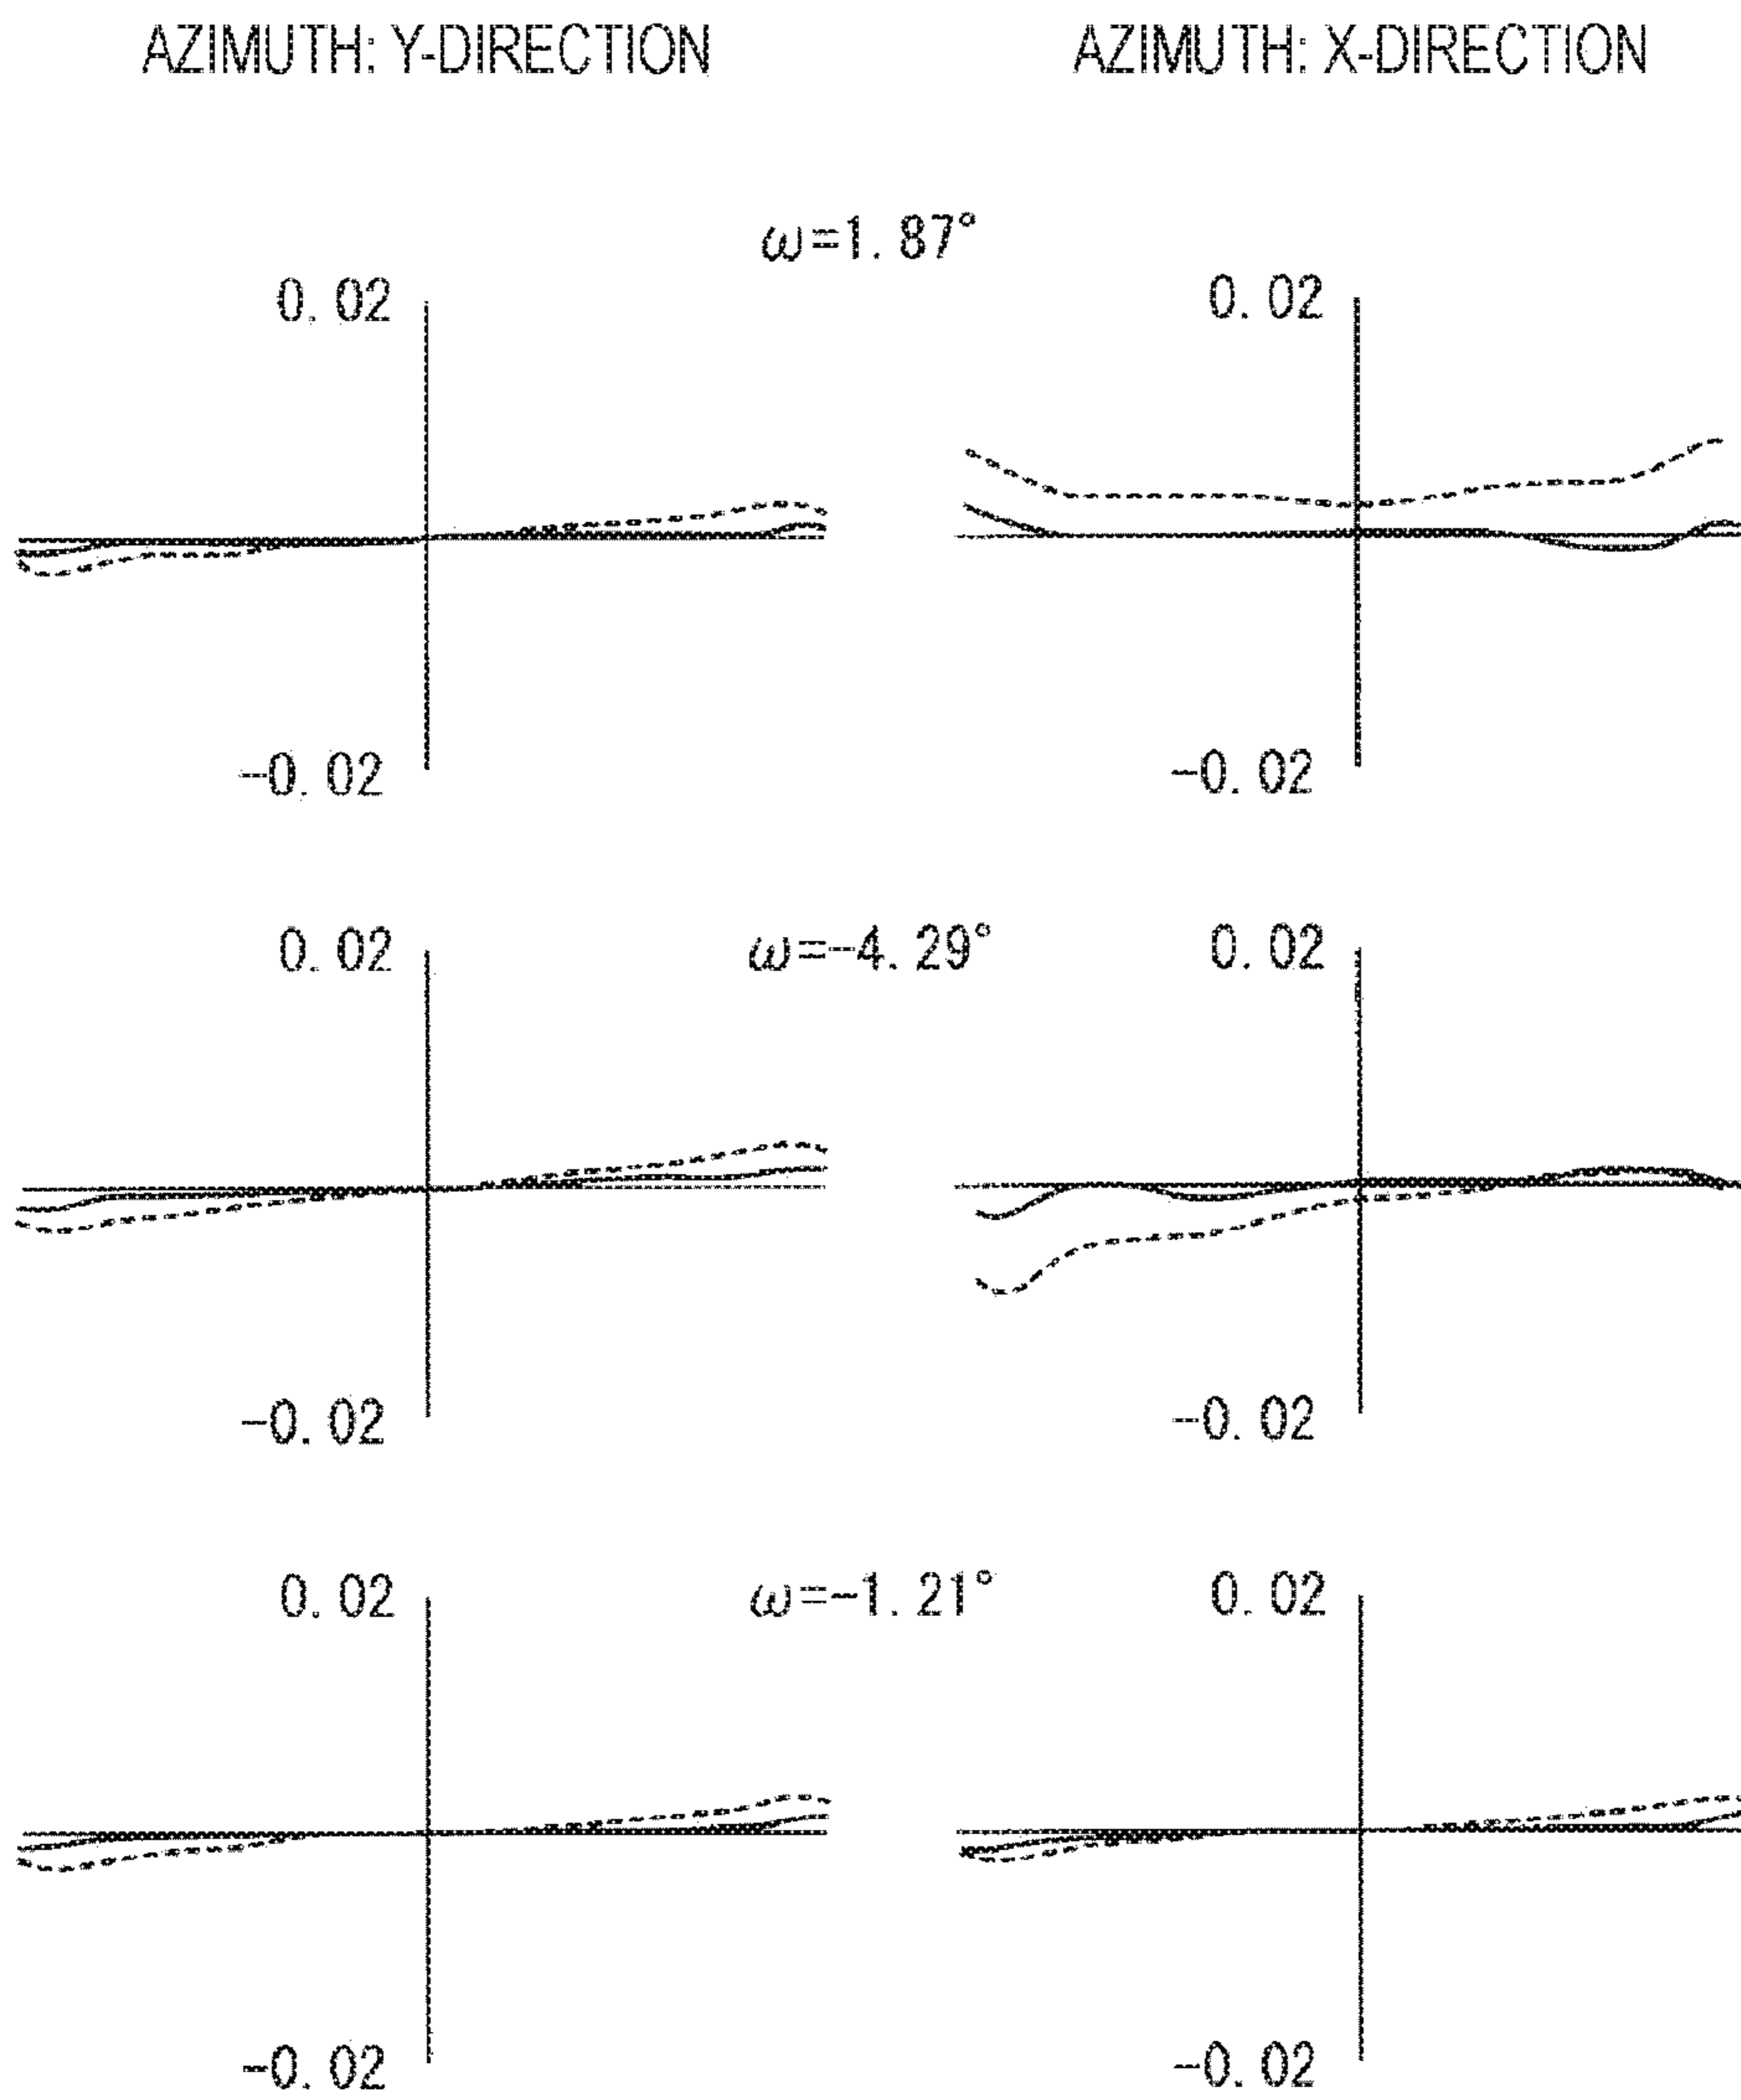 AZIMUTH: Y-DIRECTION AZIMUTH: X-DIRECTION
ω=1.87°
0.02 0.02
-0.02 -0.02
0.02 ω=-4.29° 0.02
-0.02 -0.02
0.02 ω=-1.21° 0.02
-0.02 -0.02